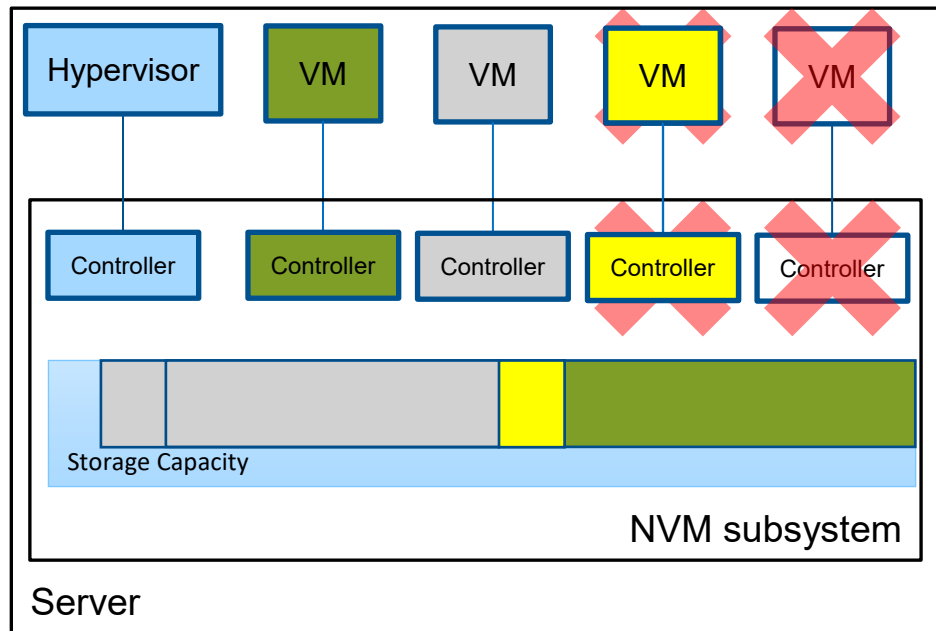 Hypervisor
VM
VM
VM
VM
Controller
Controller
Controller
Controller
Controller
Storage Capacity
NVM subsystem
Server